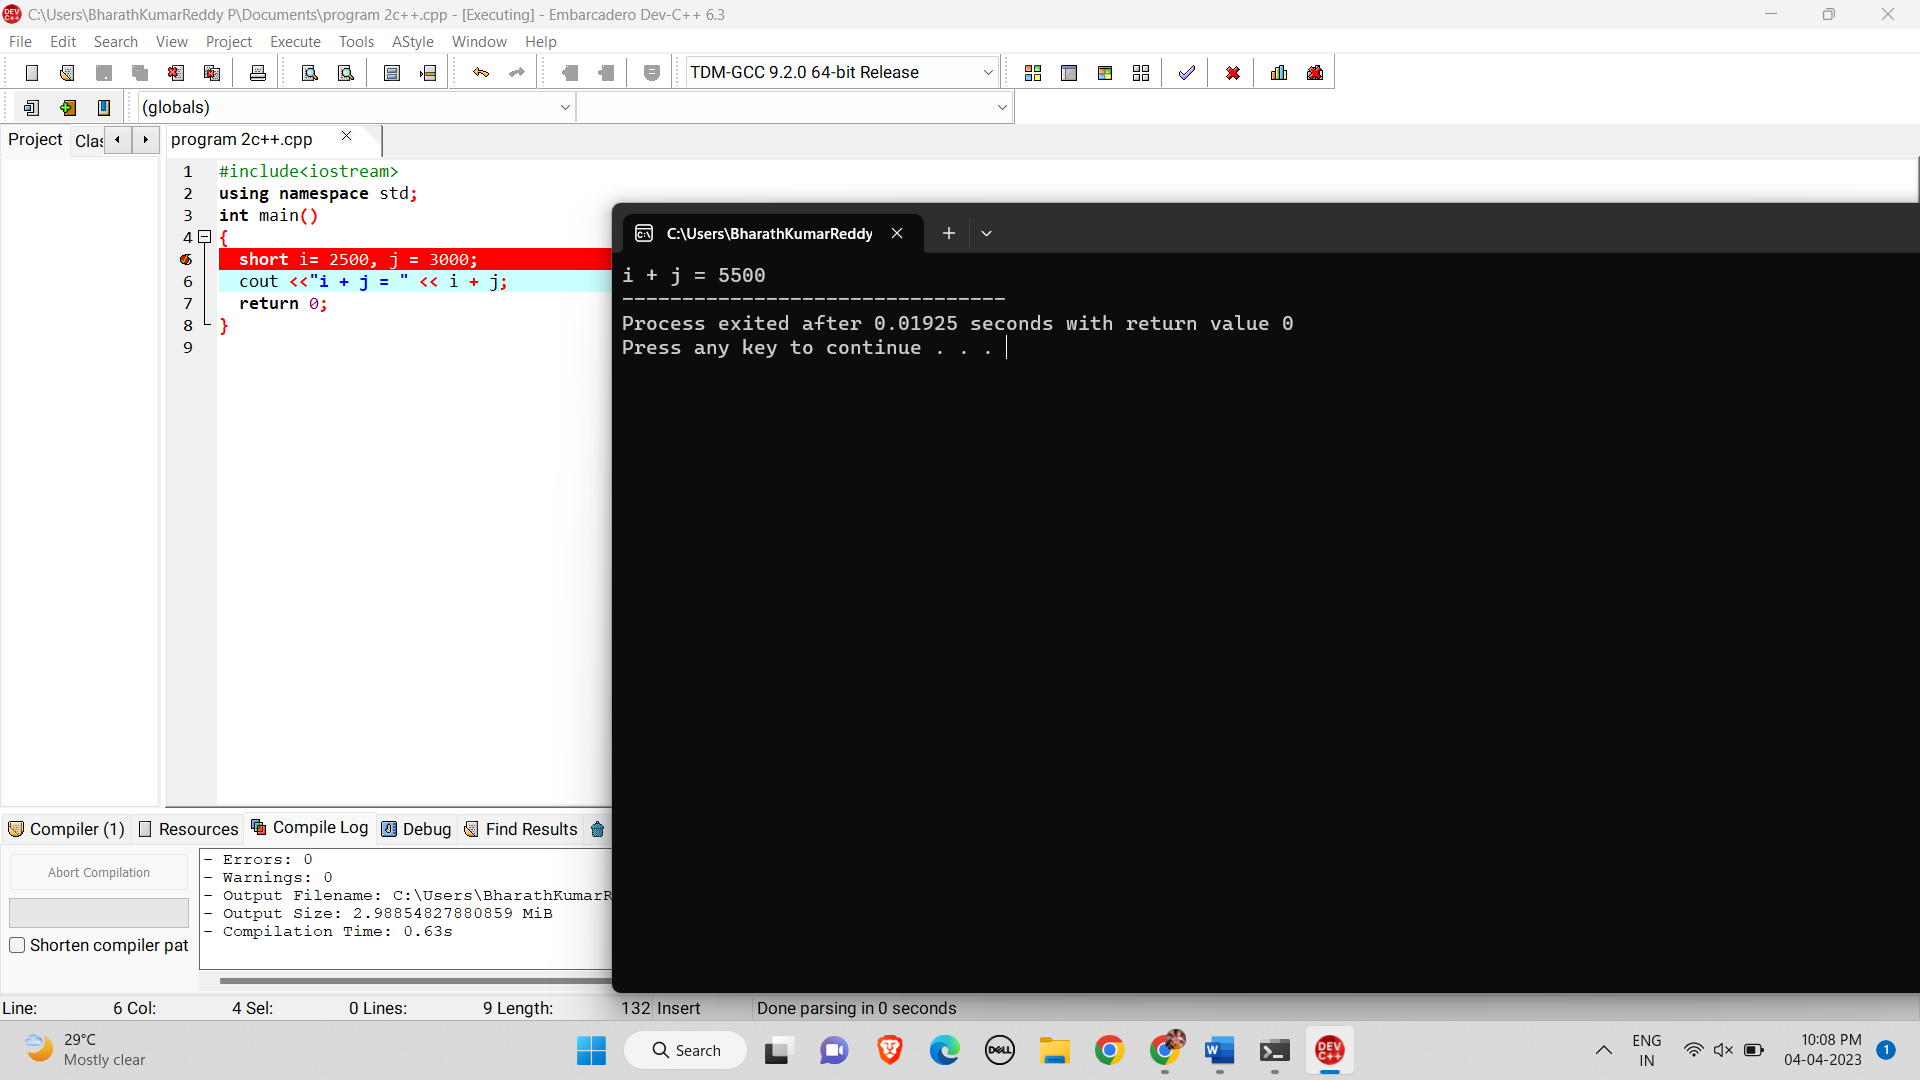 C:\Users\BharathKumarReddy P\Documents\program 2c++.cpp - [Executing] - Embarcadero Dev-C++ 6.3
File Edit Search View Project Execute Tools AStyle Window Help
TDM-GCC 9.2.0 64-bit Release
(globals)
Project Clas
program 2c++.cpp
1 #include<iostream>
2 using namespace std;
3 int main()
4 {
5 short i= 2500, j = 3000;
6 cout <<"i + j = " << i + j;
7 return 0;
8 }
9
C:\Users\BharathKumarReddy
i + j = 5500
--------------------------------
Process exited after 0.01925 seconds with return value 0
Press any key to continue . . .
Compiler (1) Resources Compile Log Debug Find Results
Abort Compilation
Shorten compiler pat
- Errors: 0
- Warnings: 0
- Output Filename: C:\Users\BharathKumarR
- Output Size: 2.98854827880859 MiB
- Compilation Time: 0.63s
Line: 6 Col: 4 Sel: 0 Lines: 9 Length: 132 Insert Done parsing in 0 seconds
29°C
Mostly clear
Search
DELL
W
DEV
C++
ENG
IN
10:08 PM
04-04-2023
1